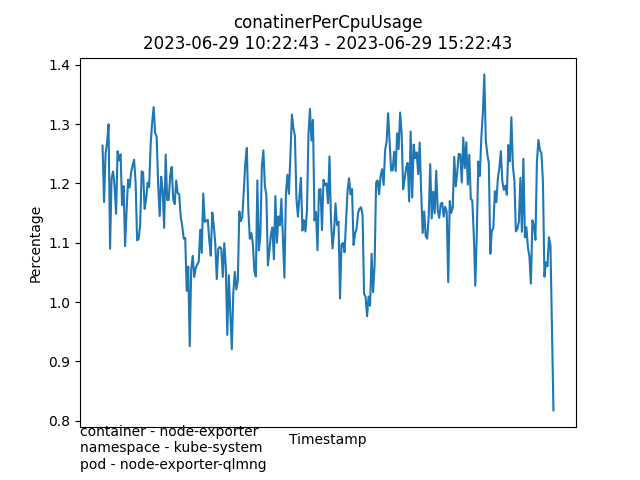 conatinerPerCpuUsage
2023-06-29 10:22:43 - 2023-06-29 15:22:43
1.4
1.3
1.2
1.1
1.0
0.9
0.8
Percentage
Timestamp
container - node-exporter
namespace - kube-system
pod - node-exporter-qlmng